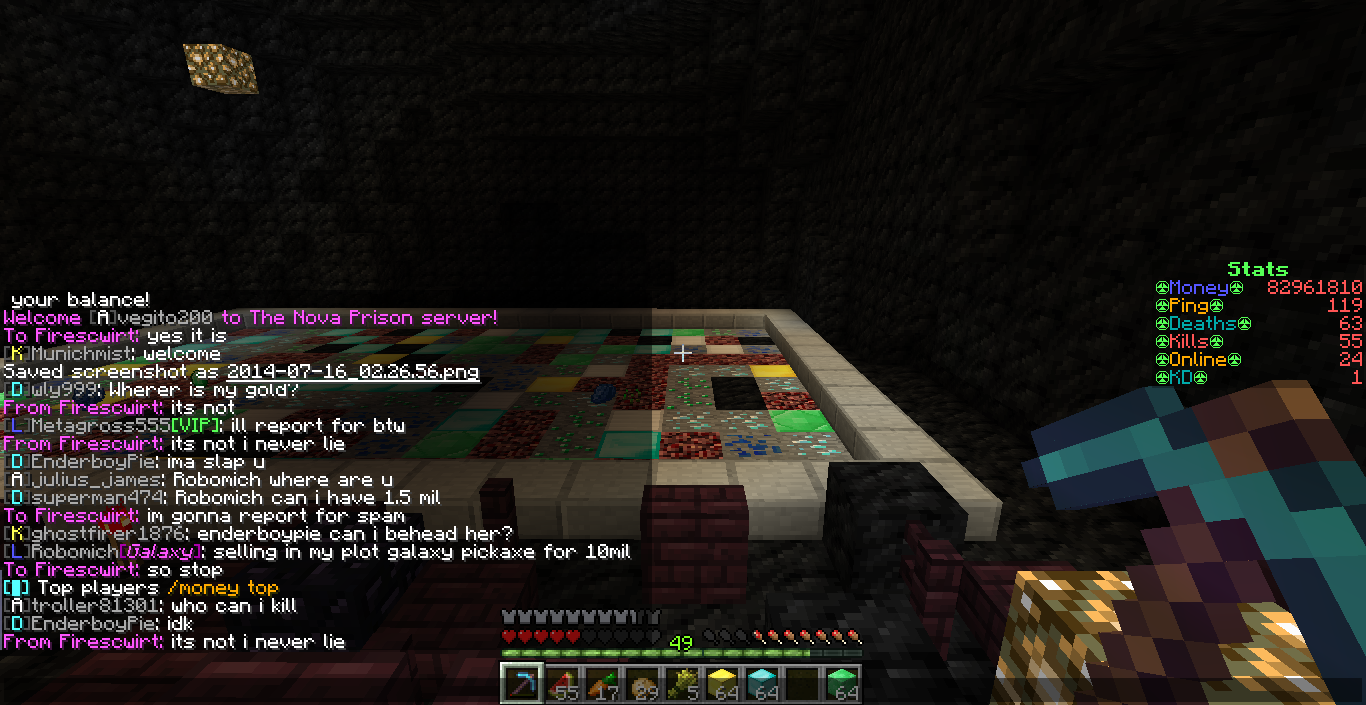 your balance!
Welcome [A]vegito200 to The Nova Prison server!
To Firescwirt: yes it is
[K]Munichmist: welcome
Saved screenshot as 2014-07-16_02.26.56.png
[D]wly999: Wherer is my gold?
From Firescwirt: its not
[L]Metagross555[VIP]: ill report for btw
From Firescwirt: its not i never lie
[D]EnderboyPie: ima slap u
[A]julius_james: Robomich where are u
[D]superman474: Robomich can i have 1.5 mil
To Firescwirt: im gonna report for spam
[K]ghostfirer1876: enderboypie can i behead her?
[L]Robomich[Galaxy]: selling in my plot galaxy pickaxe for 10mil
To Firescwirt: so stop
Top players /money top
[A]troller81301: who can i kill
[D]EnderboyPie: idk
From Firescwirt: its not i never lie
Stats
Money 82961810
Ping 119
Deaths 63
Kills 55
Online 24
KD 1
49
55 17 29 5 64 64 64